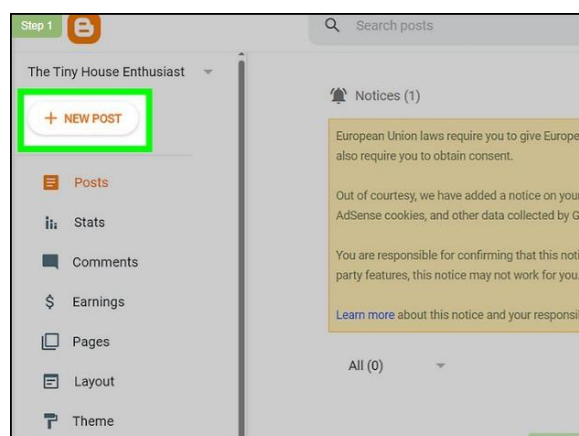 Step 1
Search posts
The Tiny House Enthusiast
+ NEW POST
Notices (1)
European Union laws require you to give Europe
also require you to obtain consent.
Out of courtesy, we have added a notice on your
AdSense cookies, and other data collected by G
You are responsible for confirming that this noti
party features, this notice may not work for you.
Learn more about this notice and your responsi
Posts
Stats
Comments
Earnings
Pages
Layout
Theme
All (0)